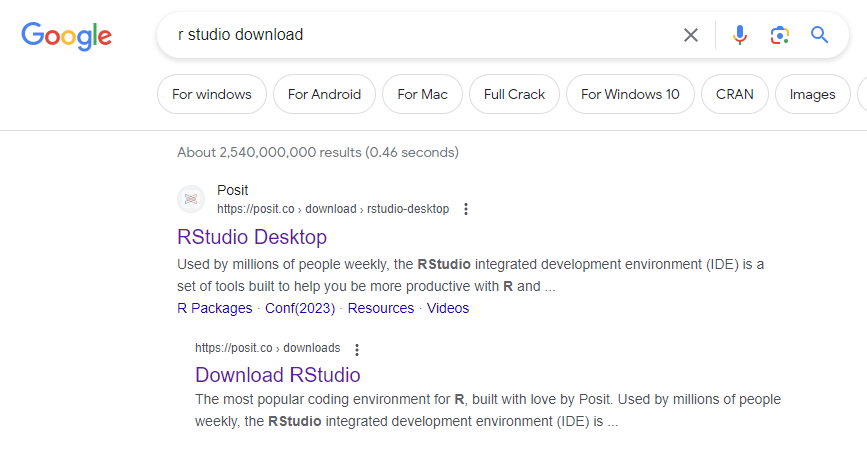 Google
r studio download
For windows
For Android
For Mac
Full Crack
For Windows 10
CRAN
Images
About 2,540,000,000 results (0.46 seconds)
Posit
https://posit.co › download › rstudio-desktop
RStudio Desktop
Used by millions of people weekly, the RStudio integrated development environment (IDE) is a
set of tools built to help you be more productive with R and ...
R Packages · Conf(2023) · Resources · Videos
https://posit.co › downloads
Download RStudio
The most popular coding environment for R, built with love by Posit. Used by millions of people
weekly, the RStudio integrated development environment (IDE) is ...